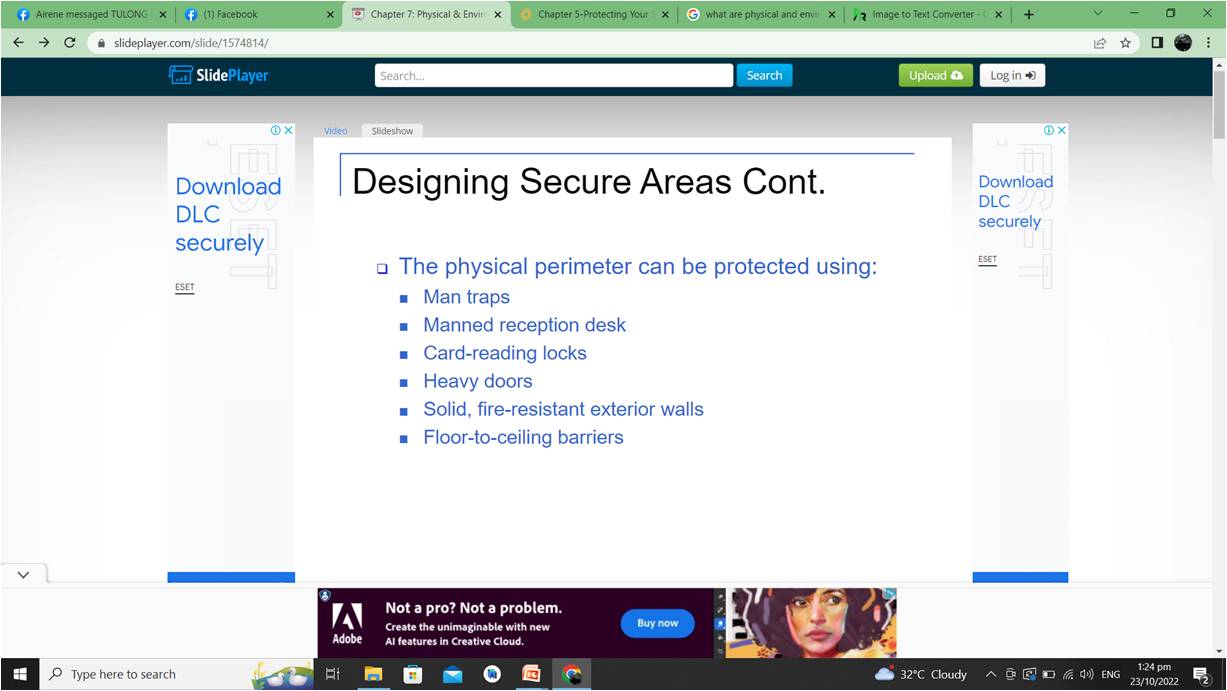 Airene messaged TULONG
(1) Facebook
Chapter 7: Physical & Enviro
Chapter 5-Protecting Your S
what are physical and envir
Image to Text Converter -
slideplayer.com/slide/1574814/
SlidePlayer
Search...
Search
Upload
Log in
Video
Slideshow
Download
DLC
securely
ESET
Designing Secure Areas Cont.
The physical perimeter can be protected using:
Man traps
Manned reception desk
Card-reading locks
Heavy doors
Solid, fire-resistant exterior walls
Floor-to-ceiling barriers
Download
DLC
securely
ESET
Adobe
Not a pro? Not a problem.
Create the unimaginable with new
AI features in Creative Cloud.
Buy now
Type here to search
32°C Cloudy
ENG
1:24 pm
23/10/2022
2